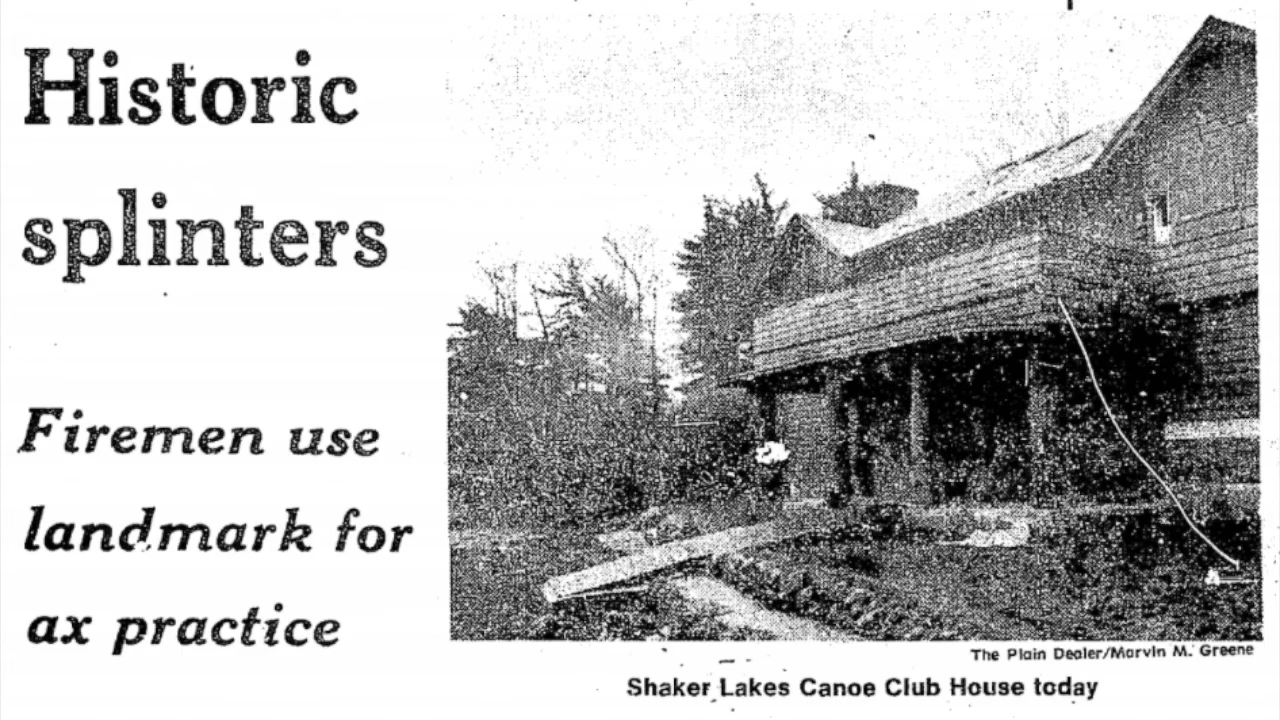 Historic
splinters
Firemen use
landmark for
ax practice
The Plain Dealer/Marvin M. Greene
Shaker Lakes Canoe Club House today